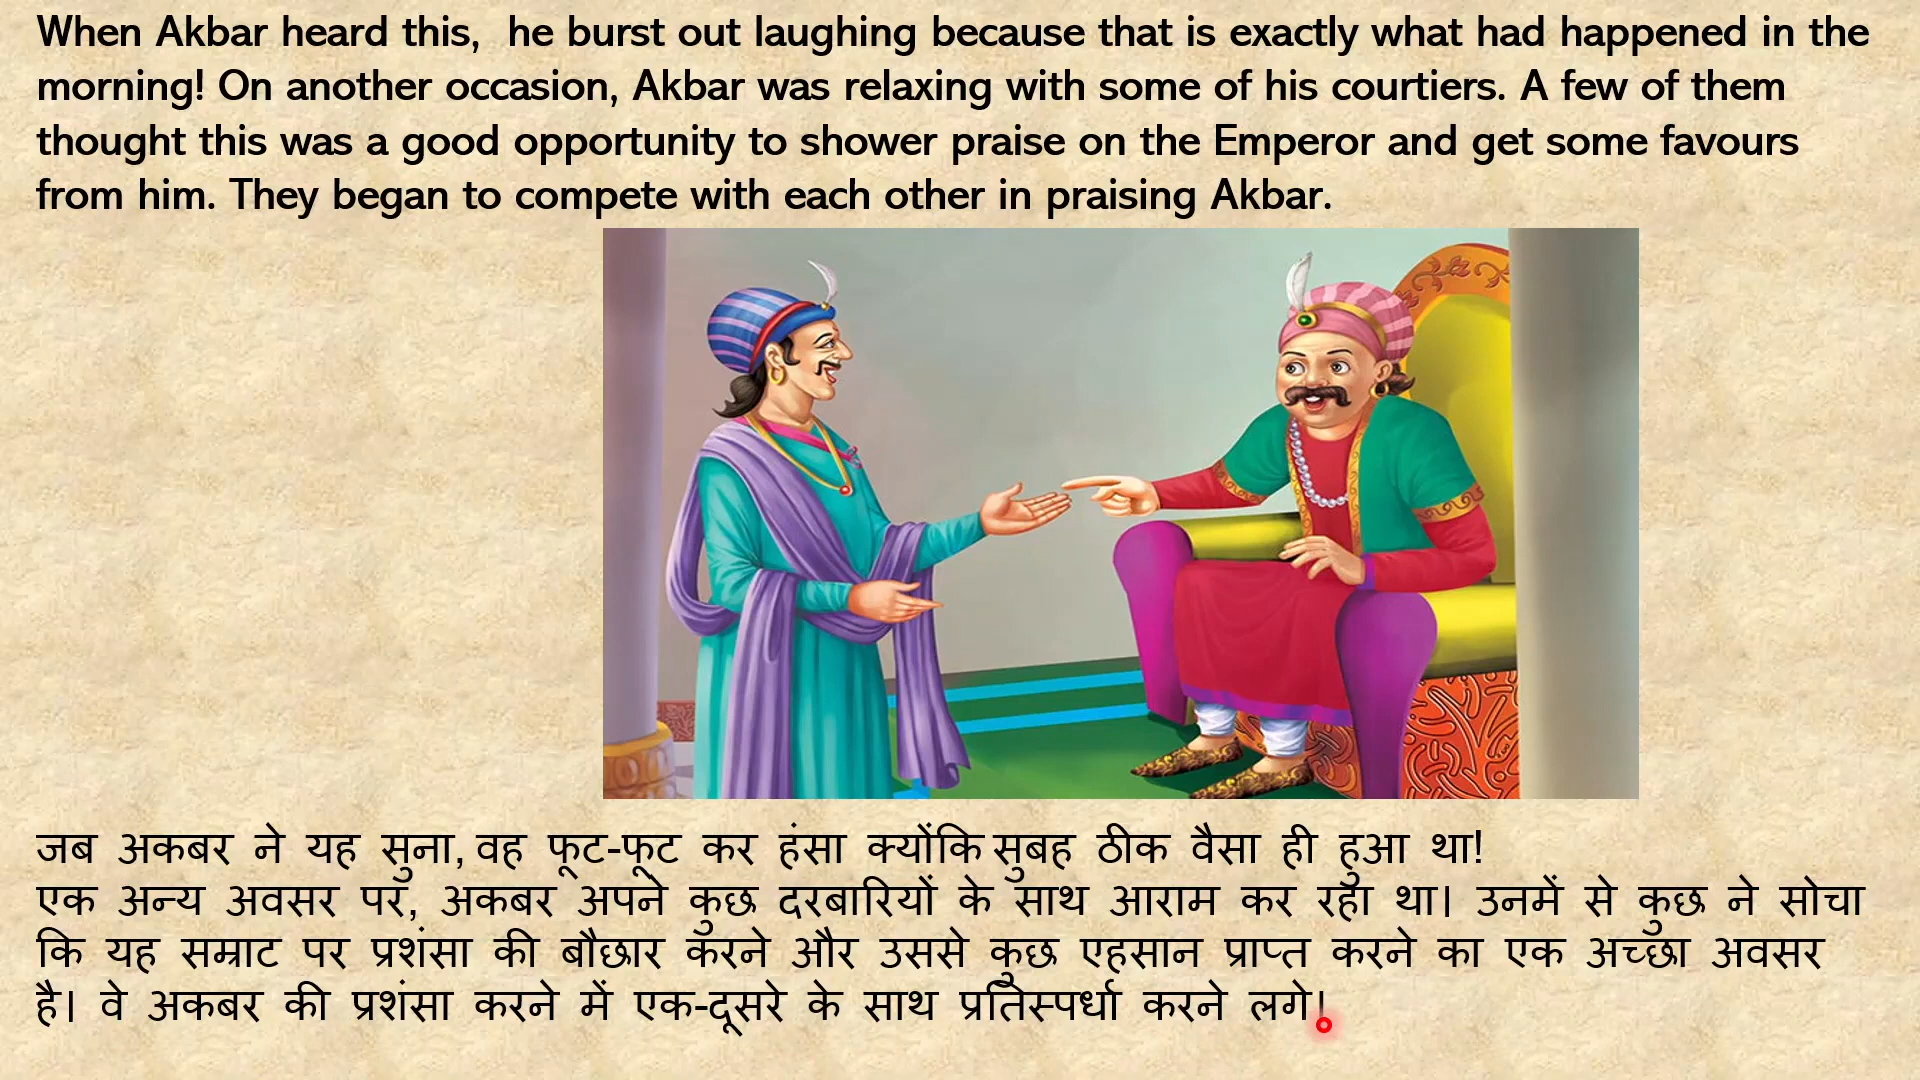 When Akbar heard this,  he burst out laughing because that is exactly what had happened in the
morning! On another occasion, Akbar was relaxing with some of his courtiers. A few of them
thought this was a good opportunity to shower praise on the Emperor and get some favours
from him. They began to compete with each other in praising Akbar.
जब अकबर ने यह सुना, वह फूट-फूट कर हंसा क्योंकि सुबह ठीक वैसा ही हुआ था!
एक अन्य अवसर पर, अकबर अपने कुछ दरबारियों के साथ आराम कर रहा था। उनमें से कुछ ने सोचा
कि यह सम्राट पर प्रशंसा की बौछार करने और उससे कुछ एहसान प्राप्त करने का एक अच्छा अवसर
है। वे अकबर की प्रशंसा करने में एक-दूसरे के साथ प्रतिस्पर्धा करने लगे।